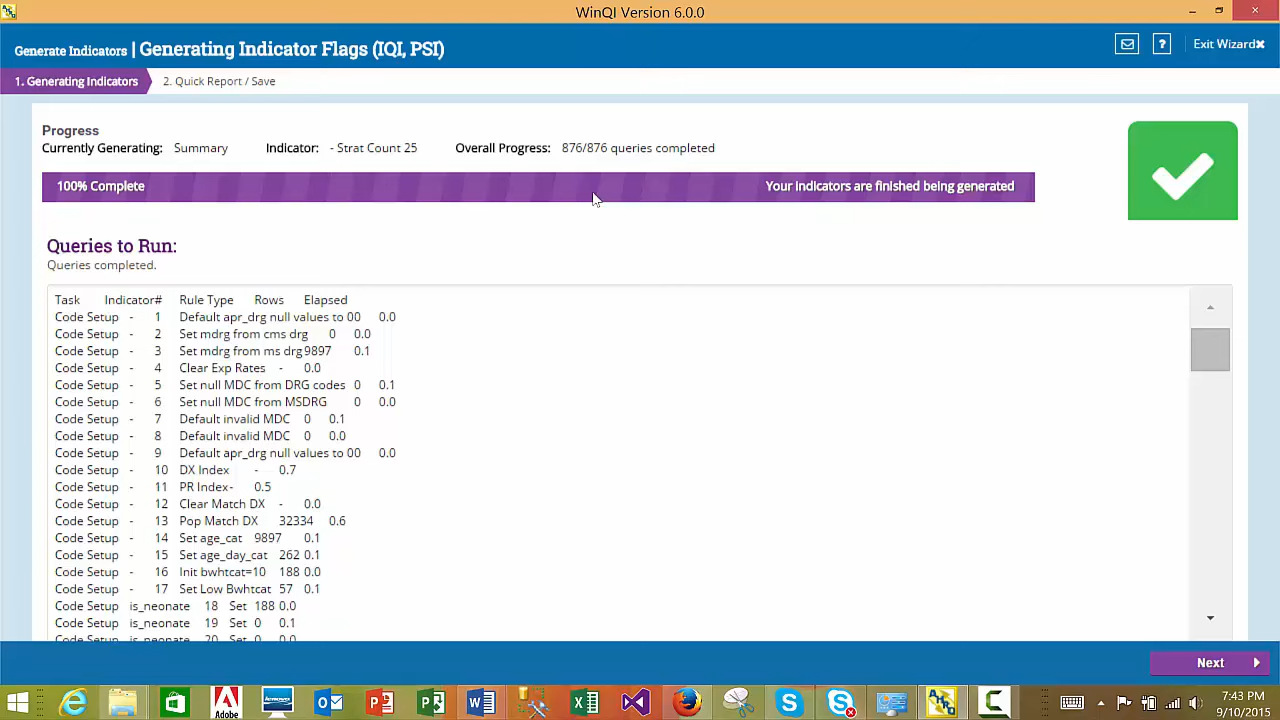 WinQI Version 6.0.0
Generate Indicators | Generating Indicator Flags (IQI, PSI)
? Exit Wizard✖
1. Generating Indicators 2. Quick Report / Save
Progress
Currently Generating: Summary Indicator: - Strat Count 25 Overall Progress: 876/876 queries completed
100% Complete Your indicators are finished being generated
Queries to Run:
Queries completed.
Task Indicator# Rule Type Rows Elapsed
Code Setup - 1 Default apr_drg null values to 00 0.0
Code Setup - 2 Set mdrg from cms drg 0 0.0
Code Setup - 3 Set mdrg from ms drg 9897 0.1
Code Setup - 4 Clear Exp Rates - 0.0
Code Setup - 5 Set null MDC from DRG codes 0 0.1
Code Setup - 6 Set null MDC from MSDRG 0 0.0
Code Setup - 7 Default invalid MDC 0 0.1
Code Setup - 8 Default invalid MDC 0 0.0
Code Setup - 9 Default apr_drg null values to 00 0.0
Code Setup - 10 DX Index - 0.7
Code Setup - 11 PR Index - 0.5
Code Setup - 12 Clear Match DX - 0.0
Code Setup - 13 Pop Match DX 32334 0.6
Code Setup - 14 Set age_cat 9897 0.1
Code Setup - 15 Set age_day_cat 262 0.1
Code Setup - 16 Init bwhtcat=10 188 0.0
Code Setup - 17 Set Low Bwhtcat 57 0.1
Code Setup is_neonate 18 Set 188 0.0
Code Setup is_neonate 19 Set 0 0.1
Code Setup is_neonate 20 Set 0 0.0
Next
Adobe
7:43 PM
9/10/2015